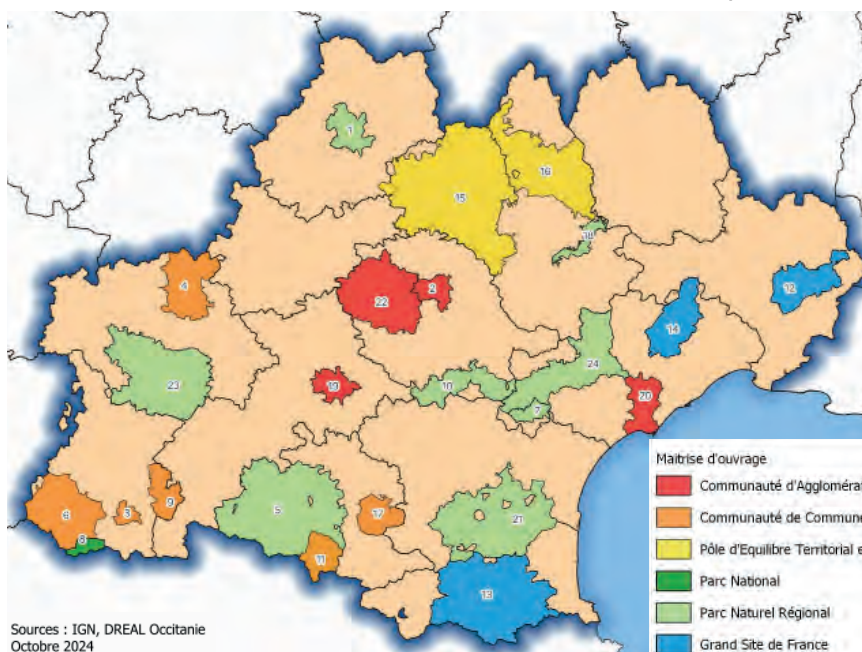 1
16
15
18
4
2
22
12
14
23
19
10
24
7
20
6
3
9
8
5
17
21
11
13
Maitrise d'ouvrage
Communauté d'Agglomérat
Communauté de Commune
Pôle d'Equilibre Territorial e
Parc National
Parc Naturel Régional
Grand Site de France
Sources : IGN, DREAL Occitanie
Octobre 2024